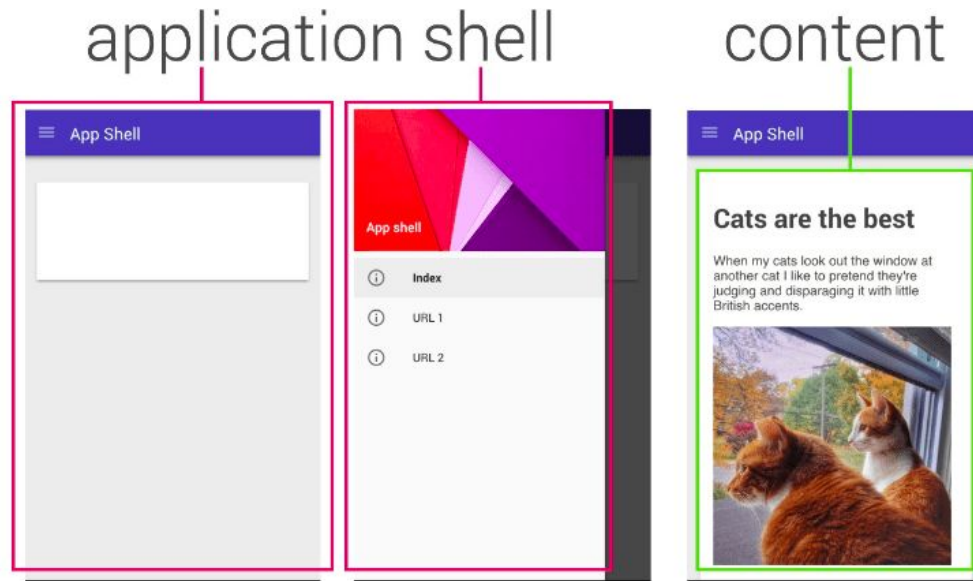 application shell
content
App Shell
App shell
Index
URL 1
URL 2
App Shell
Cats are the best
When my cats look out the window at
another cat I like to pretend they're
judging and disparaging it with little
British accents.